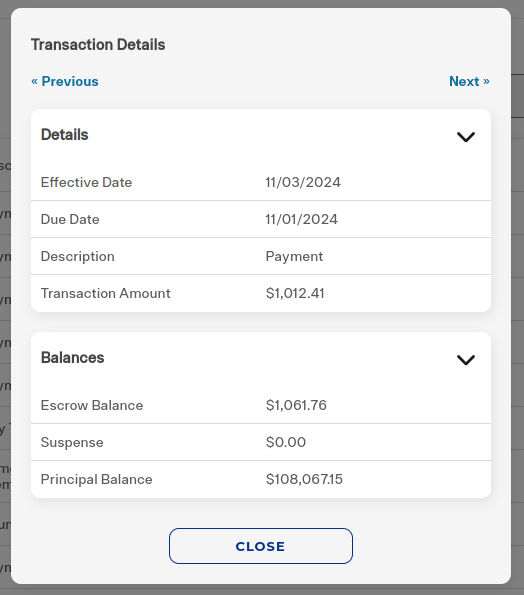 Transaction Details
« Previous Next »
Details
Effective Date 11/03/2024
Due Date 11/01/2024
Description Payment
Transaction Amount $1,012.41
Balances
Escrow Balance $1,061.76
Suspense $0.00
Principal Balance $108,067.15
CLOSE